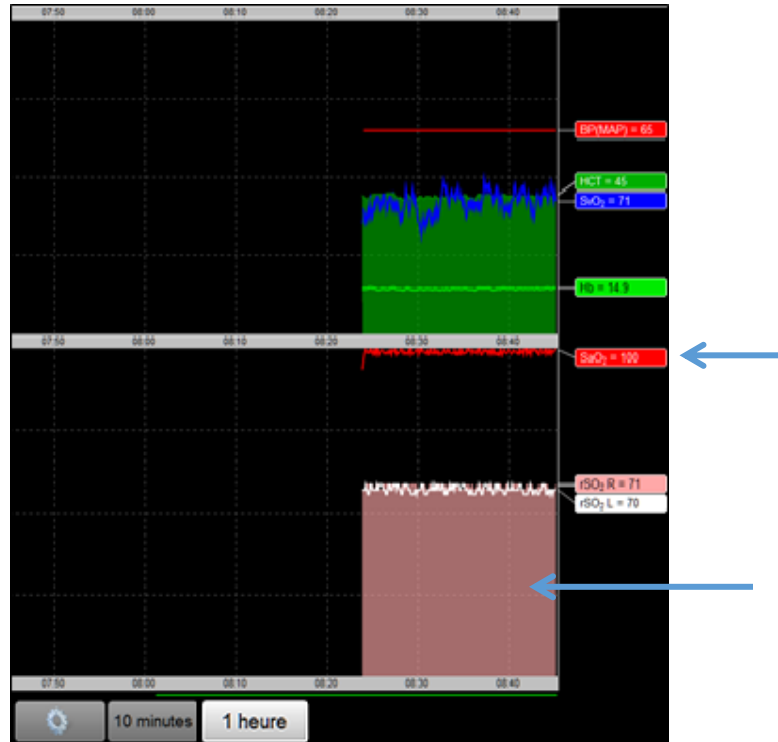 07:50 08:00 08:10 08:20 08:30 08:40
BP(MAP) = 65
HCT = 45
SvO₂ = 71
Hb = 14.9
07:50 08:00 08:10 08:20 08:30 08:40
SaO₂ = 100
rSO₂ R = 71
rSO₂ L = 70
07:50 08:00 08:10 08:20 08:30 08:40
10 minutes 1 heure